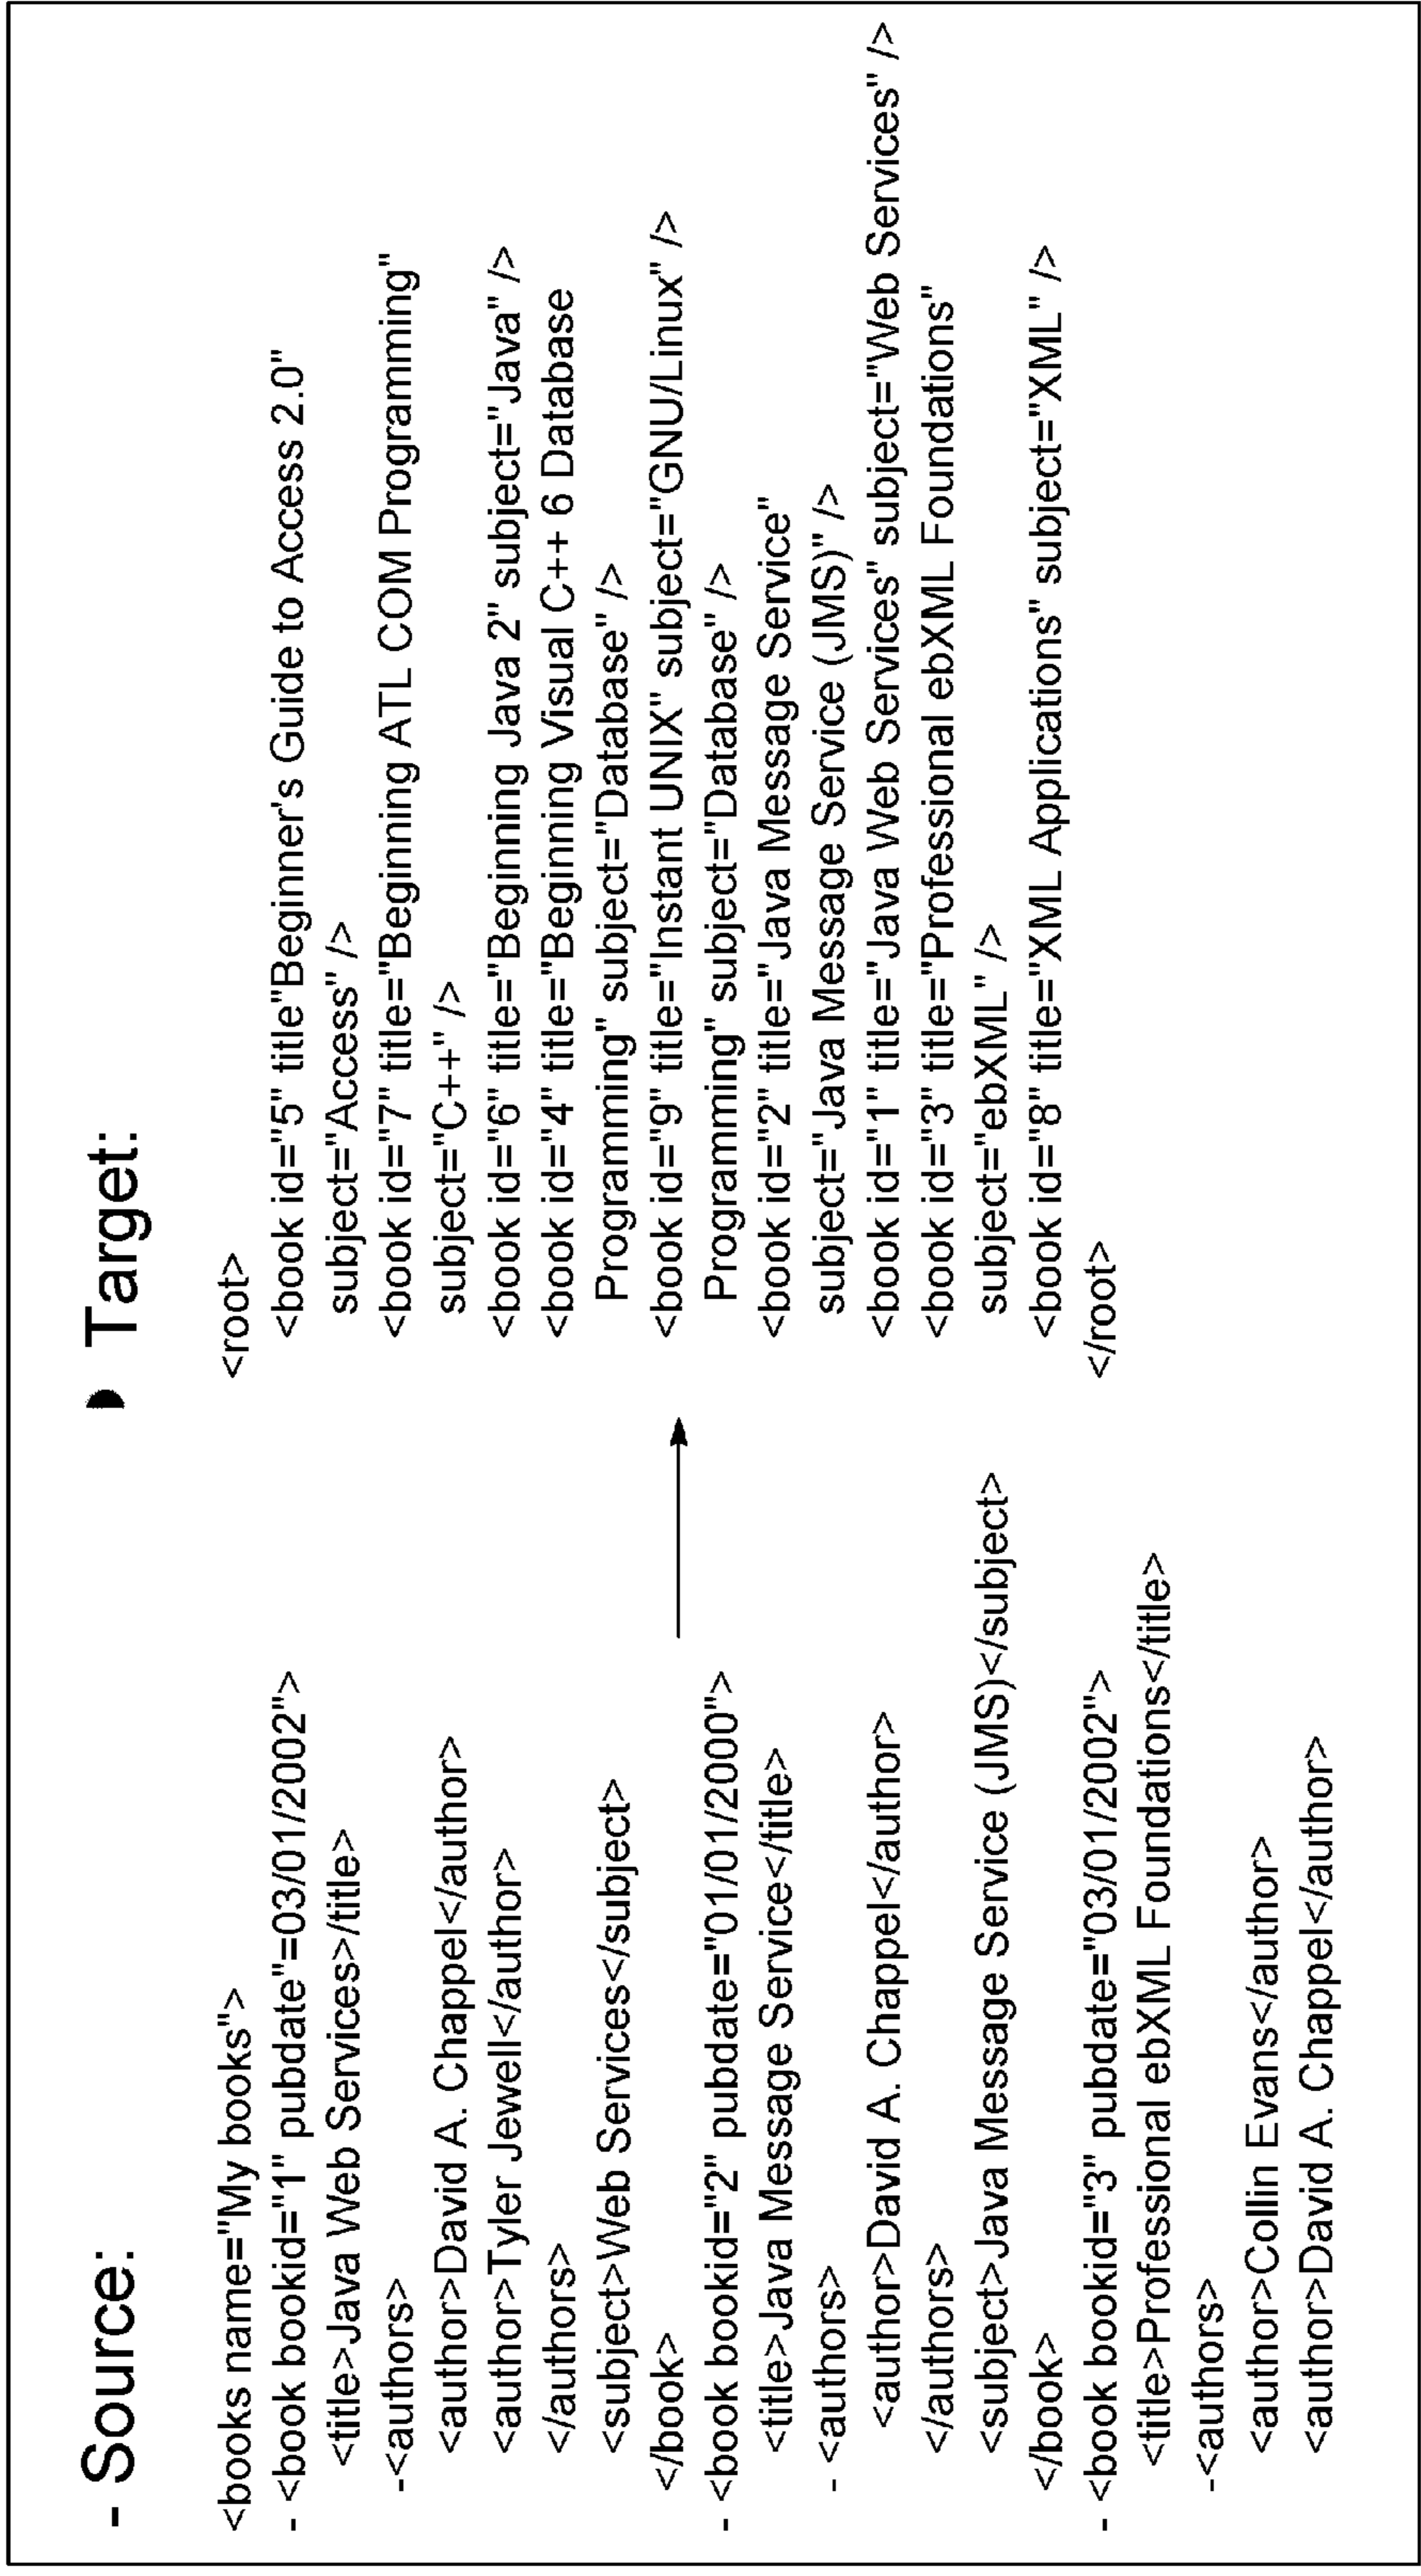 - Source:
<books name="My books">
- <book bookid="1" pubdate"=03/01/2002">
<title>Java Web Services>/title>
-<authors>
<author>David A. Chappel</author>
<author>Tyler Jewell</author>
</authors>
<subject>Web Services</subject>
</book>
- <book bookid="2" pubdate="01/01/2000">
<title>Java Message Service</title>
- <authors>
<author>David A. Chappel</author>
</authors>
<subject>Java Message Service (JMS)</subject>
</book>
- <book bookid="3" pubdate="03/01/2002">
<title>Professional ebXML Foundations</title>
-<authors>
<author>Collin Evans</author>
<author>David A. Chappel</author>
Target:
<root>
<book id="5" title"Beginner's Guide to Access 2.0"
subject="Access" />
<book id="7" title="Beginning ATL COM Programming"
subject="C++" />
<book id="6" title="Beginning Java 2" subject="Java" />
<book id="4" title="Beginning Visual C++ 6 Database
Programming" subject="Database" />
<book id="9" title="Instant UNIX" subject="GNU/Linux" />
Programming" subject="Database" />
<book id="2" title="Java Message Service"
subject="Java Message Service (JMS)" />
<book id="1" title="Java Web Services" subject="Web Services" />
<book id="3" title="Professional ebXML Foundations"
subject="ebXML" />
<book id="8" title="XML Applications" subject="XML" />
</root>